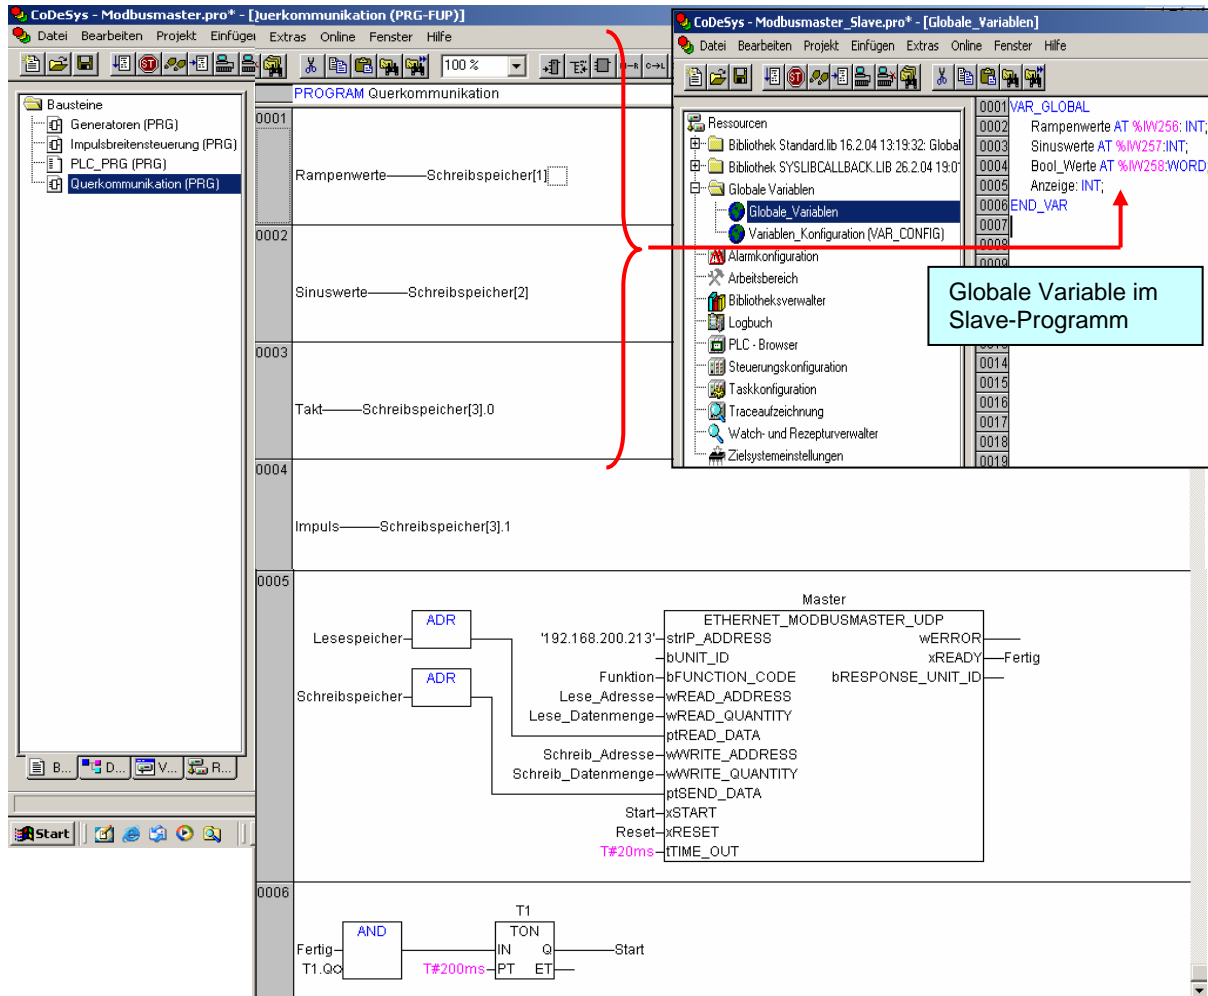 CoDeSys - Modbusmaster.pro* - [Querkommunikation (PRG-FUP)]
Datei Bearbeiten Projekt Einfüge Extras Online Fenster Hilfe
100 %
Bausteine
Generatoren (PRG)
Impulsbreitensteuerung (PRG)
PLC_PRG (PRG)
Querkommunikation (PRG)
B...
D...
V...
R...
Start
PROGRAM Querkommunikation
0001
Rampenwerte Schreibspeicher[1]
0002
Sinuswerte Schreibspeicher[2]
0003
Takt Schreibspeicher[3].0
0004
Impuls Schreibspeicher[3].1
0005
Master
ETHERNET_MODBUSMASTER_UDP
Lesespeicher ADR
Schreibspeicher ADR
'192.168.200.213' strIP_ADDRESS wERROR
bUNIT_ID xREADY Fertig
Funktion bFUNCTION_CODE bRESPONSE_UNIT_ID
Lese_Adresse wREAD_ADDRESS
Lese_Datenmenge wREAD_QUANTITY
ptREAD_DATA
Schreib_Adresse wWRITE_ADDRESS
Schreib_Datenmenge wWRITE_QUANTITY
ptSEND_DATA
Start xSTART
Reset xRESET
T#20ms tTIME_OUT
0006
T1
AND TON
Fertig IN Q Start
T1.Q T#200ms PT ET
CoDeSys - Modbusmaster_Slave.pro* - [Globale_Variablen]
Datei Bearbeiten Projekt Einfügen Extras Online Fenster Hilfe
Ressourcen
Bibliothek Standard.lib 16.2.04 13:19:32: Global
Bibliothek SYSLIBCALLBACK.LIB 26.2.04 19:0
Globale Variablen
Globale_Variablen
Variablen_Konfiguration (VAR_CONFIG)
Alarmkonfiguration
Arbeitsbereich
Bibliotheksverwalter
Logbuch
PLC - Browser
Steuerungskonfiguration
Taskkonfiguration
Traceaufzeichnung
Watch- und Rezepturverwalter
Zielsystemeinstellungen
0001 VAR_GLOBAL
0002 Rampenwerte AT %IW256: INT;
0003 Sinuswerte AT %IW257:INT;
0004 Bool_Werte AT %IW258:WORD;
0005 Anzeige: INT;
0006 END_VAR
0007
0008
0014
0015
0016
0017
0018
0019
Globale Variable im
Slave-Programm